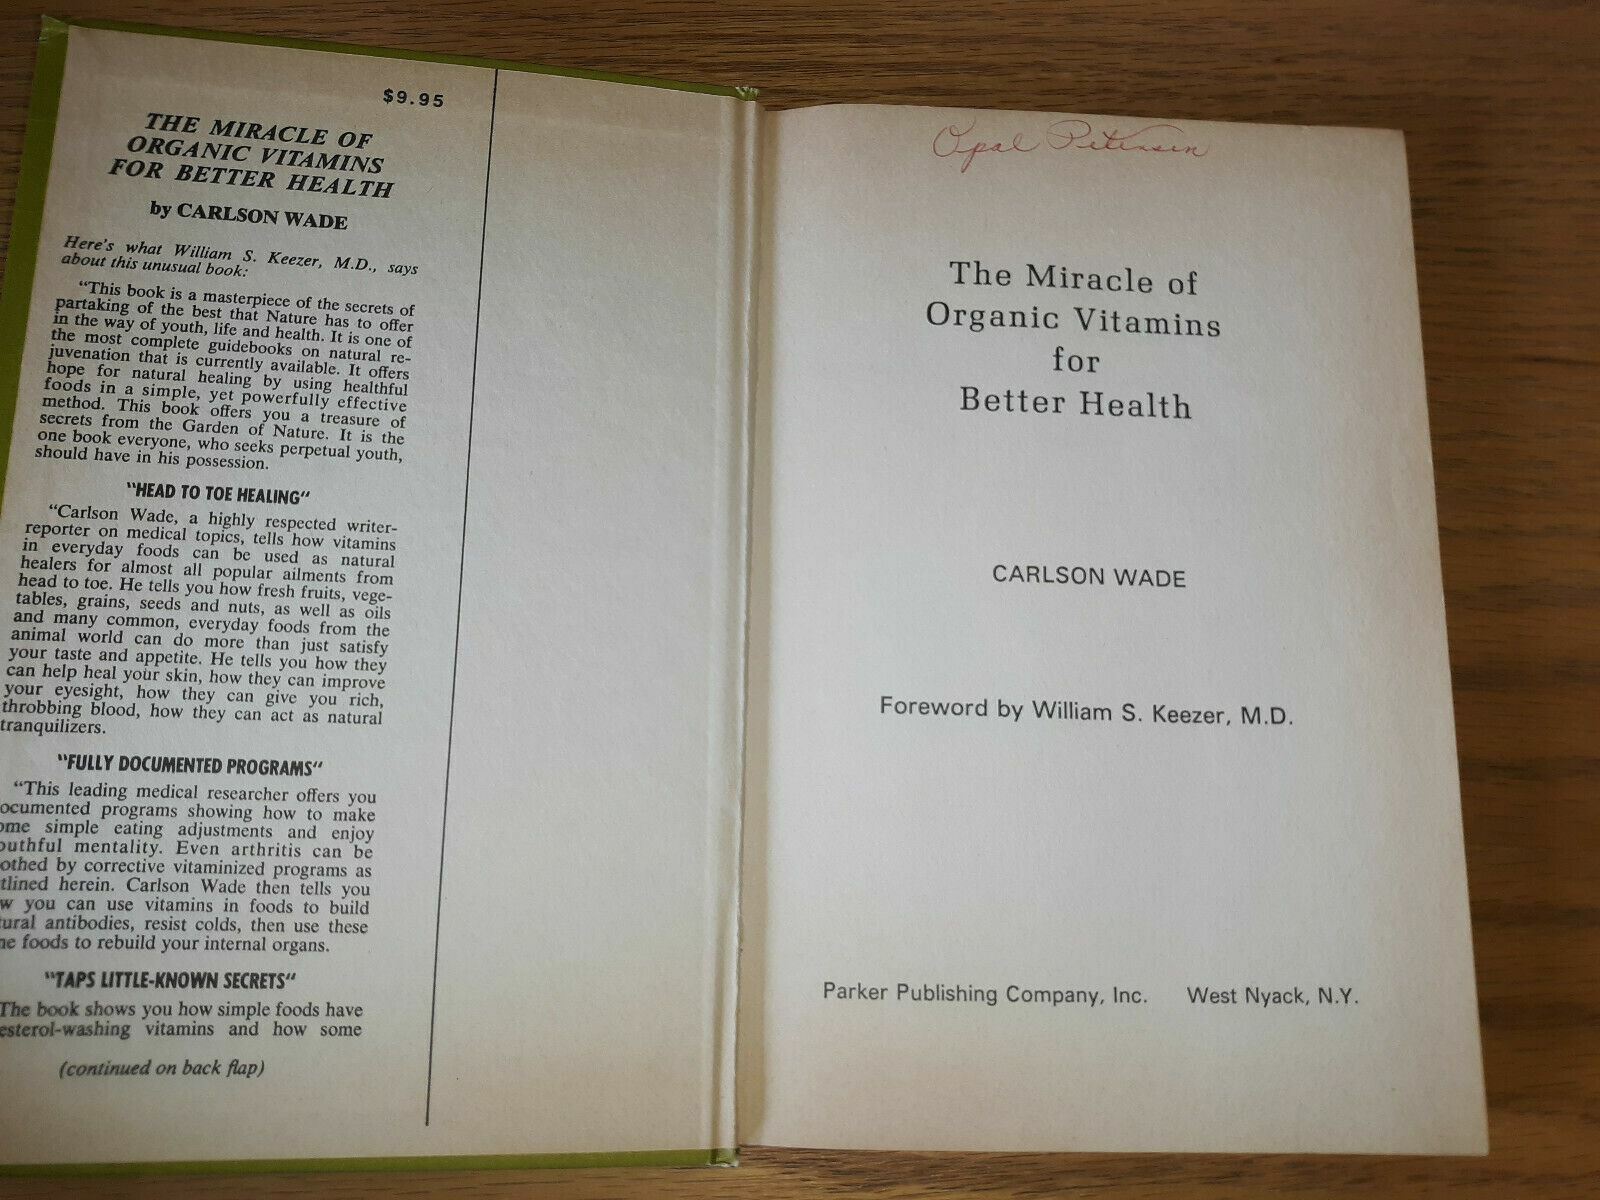 $9.95
THE MIRACLE OF
ORGANIC VITAMINS
FOR BETTER HEALTH
by CARLSON WADE
Here's what William S. Keezer, M.D., says
about this unusual book:
"This book is a masterpiece of the secrets of
partaking of the best that Nature has to offer
in the way of youth, life and health. It is one of
the most complete guidebooks on natural re-
juvenation that is currently available. It offers
hope for natural healing by using healthful
foods in a simple, yet powerfully effective
method. This book offers you a treasure of
secrets from the Garden of Nature. It is the
one book everyone, who seeks perpetual youth,
should have in his possession.
"HEAD TO TOE HEALING"
"Carlson Wade, a highly respected writer-
reporter on medical topics, tells how vitamins
in everyday foods can be used as natural
healers for almost all popular ailments from
head to toe. He tells you how fresh fruits, vege-
tables, grains, seeds and nuts, as well as oils
and many common, everyday foods from the
animal world can do more than just satisfy
your taste and appetite. He tells you how they
can help heal your skin, how they can improve
your eyesight, how they can give you rich,
throbbing blood, how they can act as natural
tranquilizers.
"FULLY DOCUMENTED PROGRAMS"
"This leading medical researcher offers you
ocumented programs showing how to make
ome simple eating adjustments and enjoy
outhful mentality. Even arthritis can be
othed by corrective vitaminized programs as
tlined herein. Carlson Wade then tells you
w you can use vitamins in foods to build
tural antibodies, resist colds, then use these
me foods to rebuild your internal organs.
"TAPS LITTLE-KNOWN SECRETS"
The book shows you how simple foods have
esterol-washing vitamins and how some
(continued on back flap)
Opal Petersen
The Miracle of
Organic Vitamins
for
Better Health
CARLSON WADE
Foreword by William S. Keezer, M.D.
Parker Publishing Company, Inc. West Nyack, N.Y.